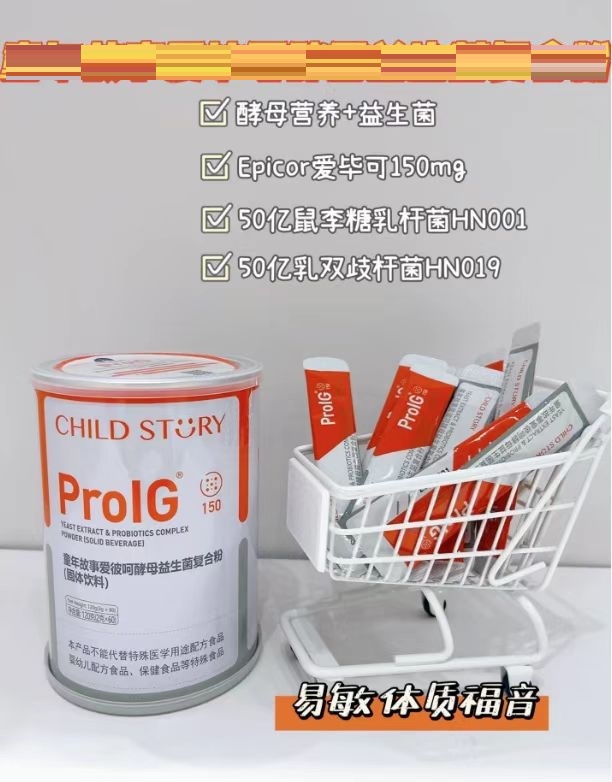 酵母营养+益生菌
Epicor爱毕可150mg
50亿鼠李糖乳杆菌HN001
50亿乳双歧杆菌HN019
CHILD STORY
ProIG®
150
YEAST EXTRACT & PROBIOTICS COMPLEX
POWDER (SOLID BEVERAGE)
童年故事爱彼呵酵母益生菌复合粉
(固体饮料)
本产品不能代替特殊医学用途配方食品
婴幼儿配方食品、保健食品等特殊食品
ProIG
ProIG
CHILD STORY
CHILD STORY
易敏体质福音